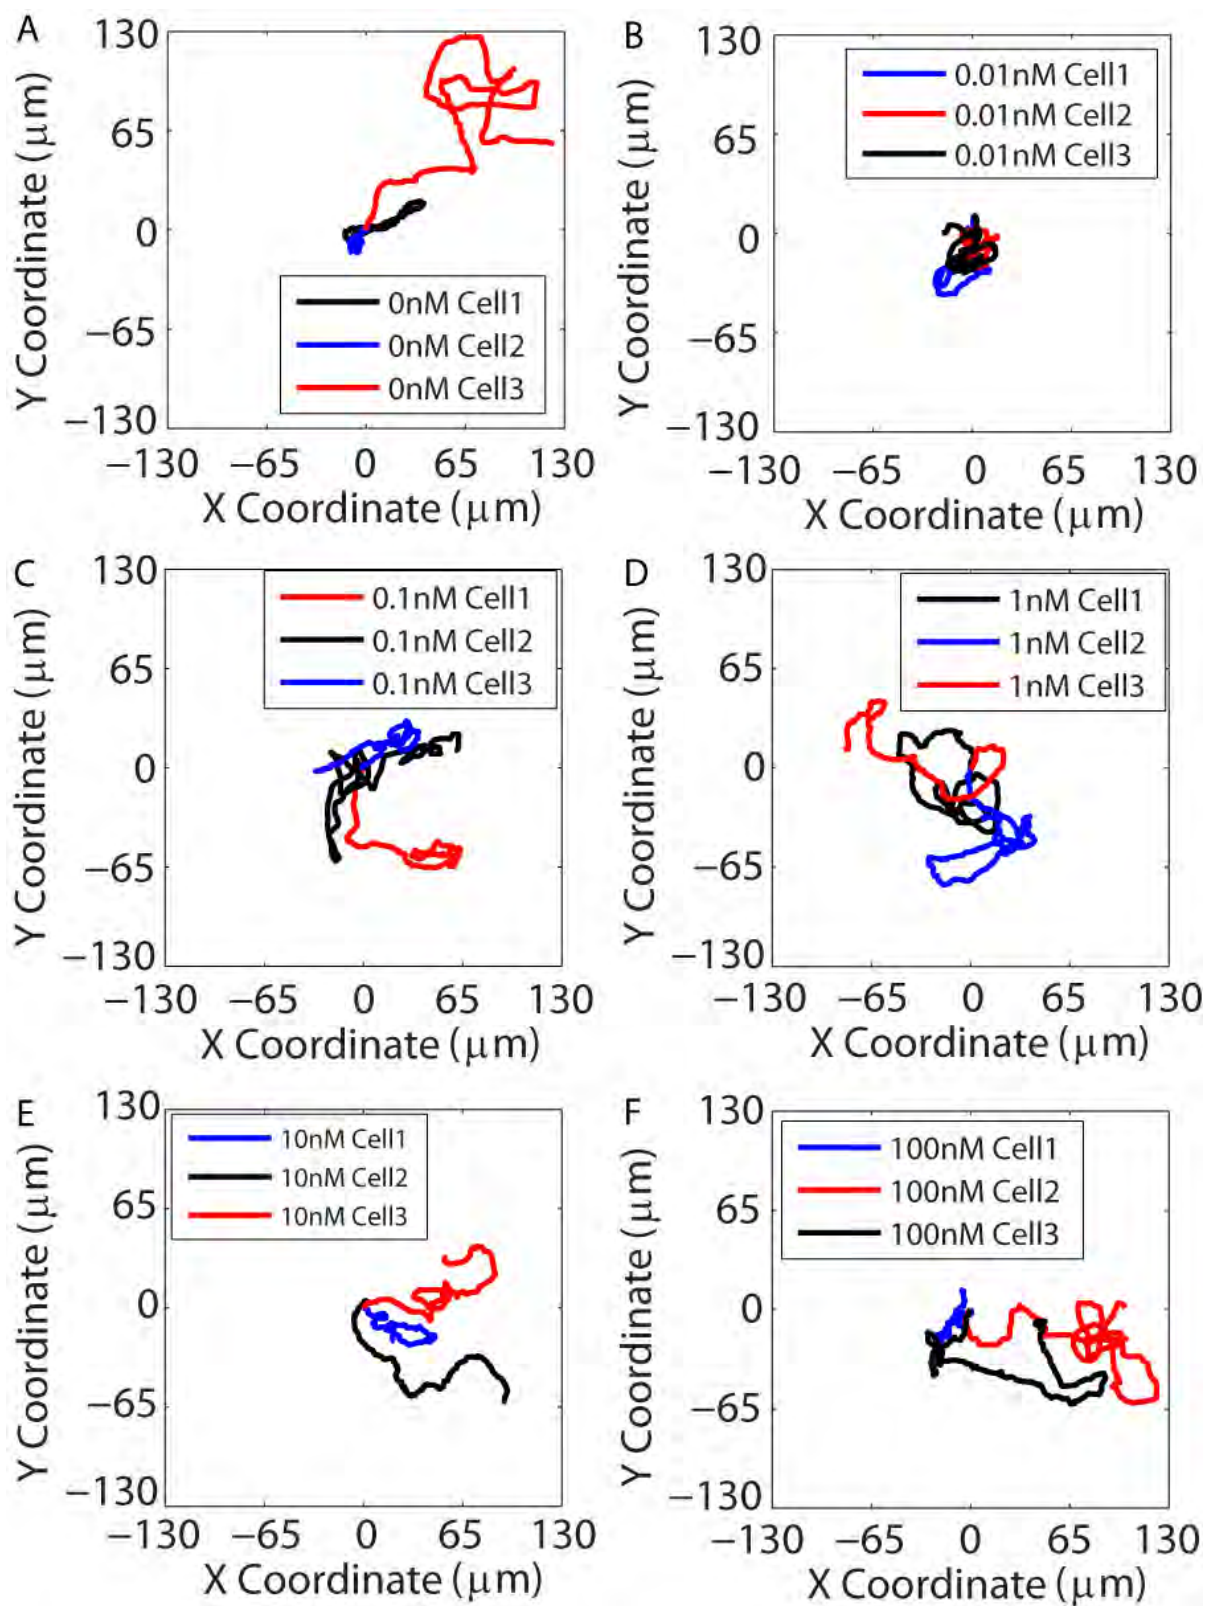 A
130
65
0
−65
−130
Y Coordinate (μm)
0nM Cell1
0nM Cell2
0nM Cell3
−130 −65 0 65 130
X Coordinate (μm)
B
130
65
0
−65
−130
Y Coordinate (μm)
0.01nM Cell1
0.01nM Cell2
0.01nM Cell3
−130 −65 0 65 130
X Coordinate (μm)
C
130
65
0
−65
−130
Y Coordinate (μm)
0.1nM Cell1
0.1nM Cell2
0.1nM Cell3
−130 −65 0 65 130
X Coordinate (μm)
D
130
65
0
−65
−130
Y Coordinate (μm)
1nM Cell1
1nM Cell2
1nM Cell3
−130 −65 0 65 130
X Coordinate (μm)
E
130
65
0
−65
−130
Y Coordinate (μm)
10nM Cell1
10nM Cell2
10nM Cell3
−130 −65 0 65 130
X Coordinate (μm)
F
130
65
0
−65
−130
Y Coordinate (μm)
100nM Cell1
100nM Cell2
100nM Cell3
−130 −65 0 65 130
X Coordinate (μm)